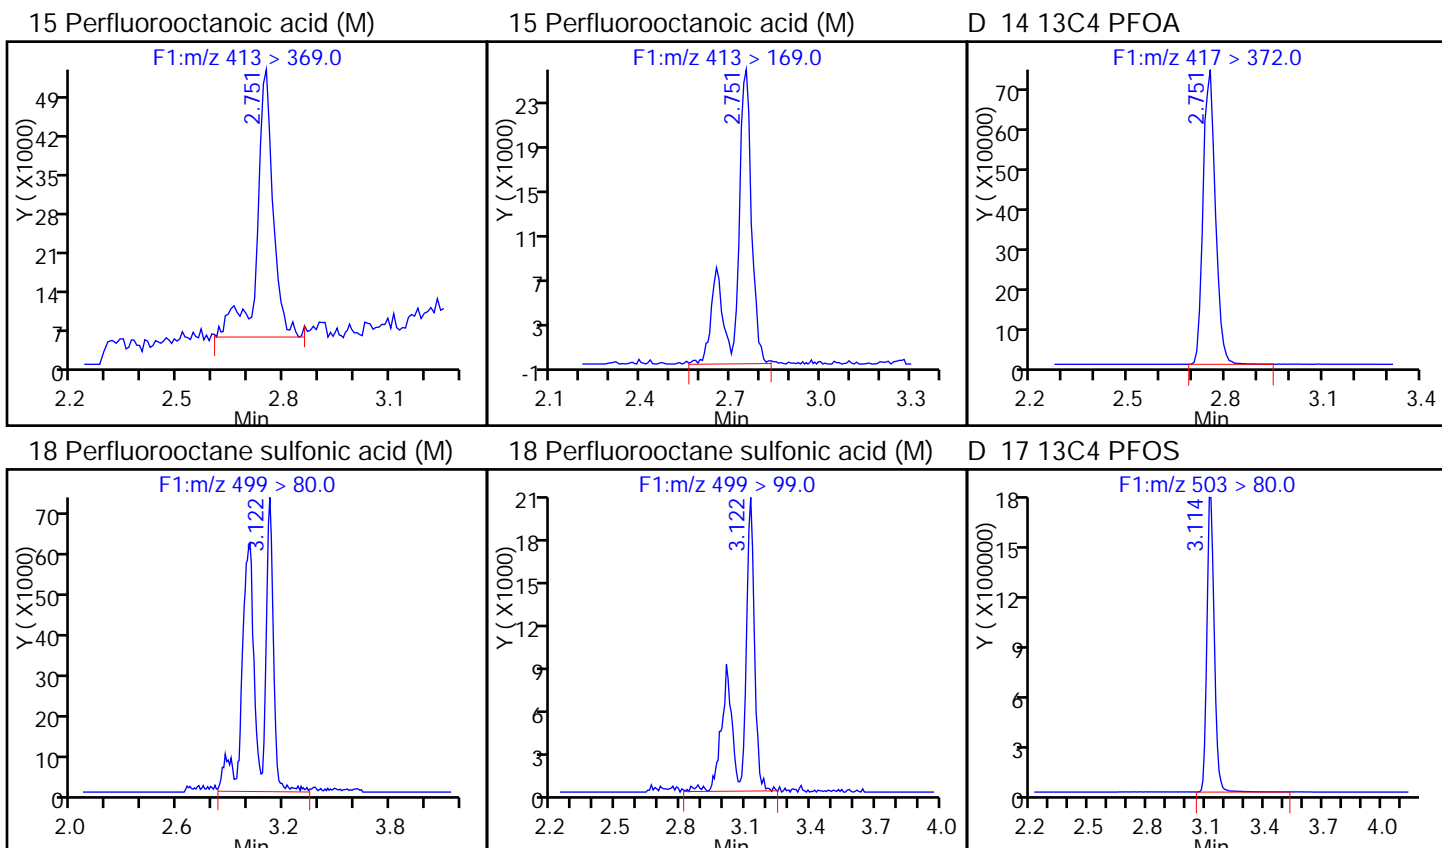 15 Perfluorooctanoic acid (M)
F1:m/z 413 > 369.0
2.751
Y ( X1000)
49
42
35
28
21
14
7
0
2.2 2.5 2.8 3.1
Min
15 Perfluorooctanoic acid (M)
F1:m/z 413 > 169.0
2.751
Y ( X1000)
23
19
15
11
7
3
-1
2.1 2.4 2.7 3.0 3.3
Min
D 14 13C4 PFOA
F1:m/z 417 > 372.0
2.751
Y ( X10000)
70
60
50
40
30
20
10
0
2.2 2.5 2.8 3.1 3.4
Min
18 Perfluorooctane sulfonic acid (M)
F1:m/z 499 > 80.0
3.122
Y ( X1000)
70
60
50
40
30
20
10
0
2.0 2.6 3.2 3.8
Min
18 Perfluorooctane sulfonic acid (M)
F1:m/z 499 > 99.0
3.122
Y ( X1000)
21
18
15
12
9
6
3
0
2.2 2.5 2.8 3.1 3.4 3.7 4.0
Min
D 17 13C4 PFOS
F1:m/z 503 > 80.0
3.114
Y ( X100000)
18
15
12
9
6
3
0
2.2 2.5 2.8 3.1 3.4 3.7 4.0
Min